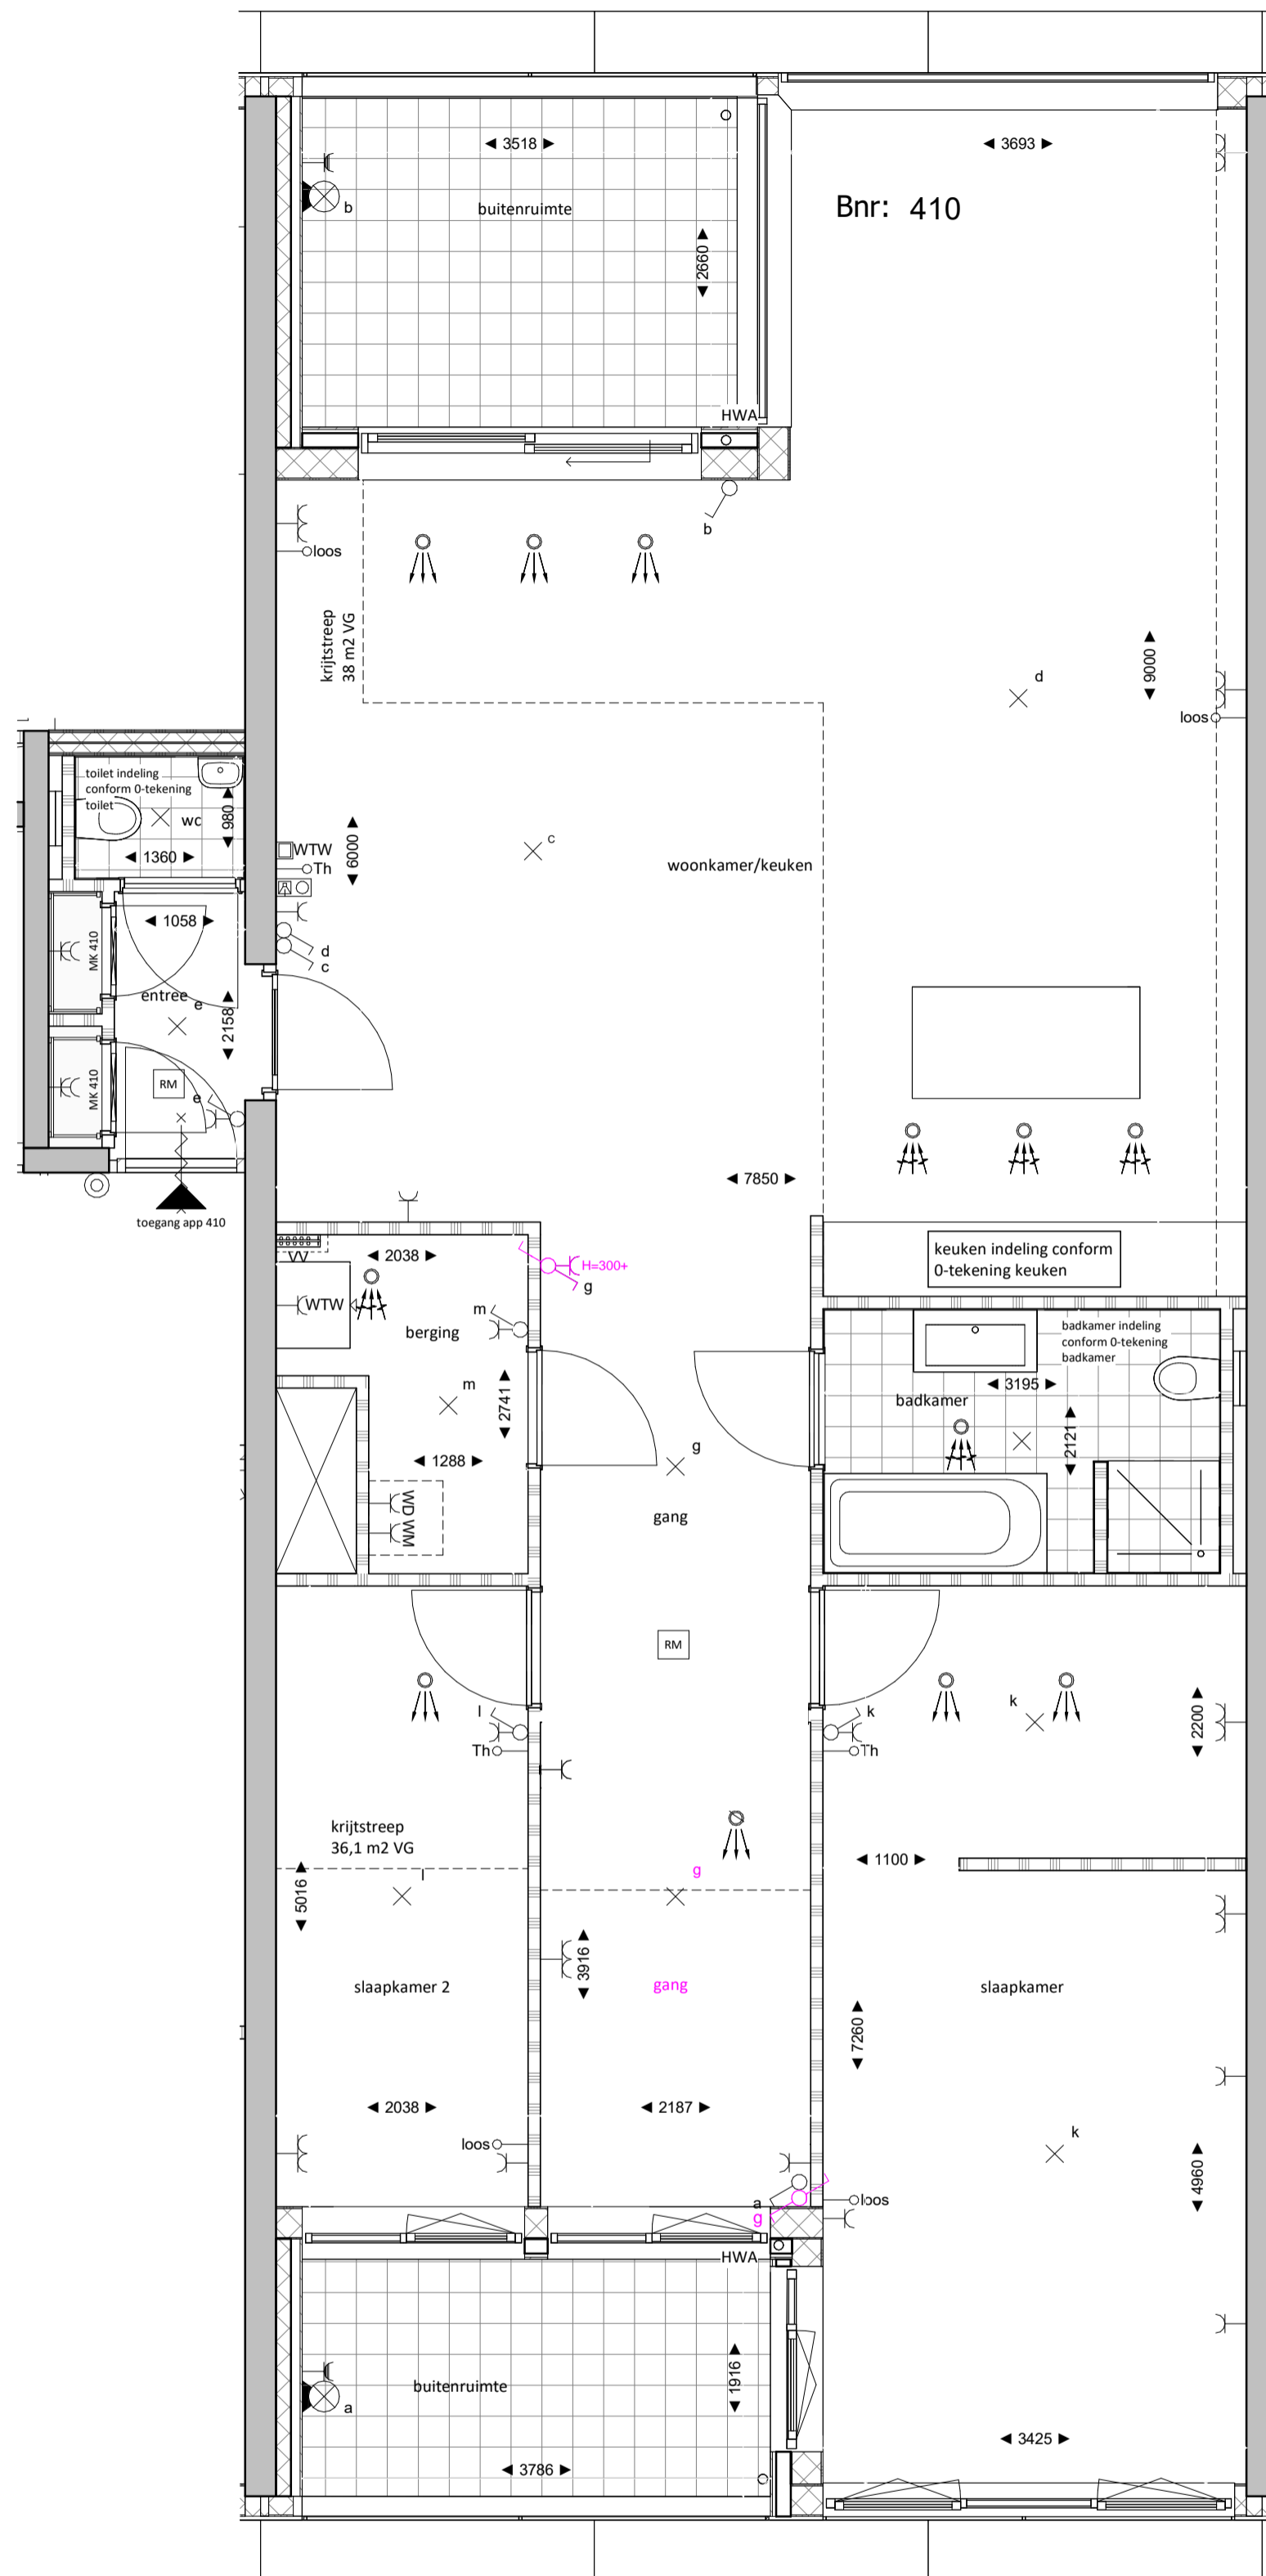 3518
3693
b
buitenruimte
Bnr: 410
2660
HWA
b
loos
krijtstreep
38 m2 VG
9000
d
loos
toilet indeling
conform 0-tekening
toilet
wc
980
1360
WTW
Th
6000
c
woonkamer/keuken
1058
MK 410
d
c
entree
e
2158
MK 410
RM
e
toegang app 410
7850
VV
2038
H=300+
g
keuken indeling conform
0-tekening keuken
WTW
m
berging
badkamer indeling
conform 0-tekening
badkamer
m
2741
badkamer
3195
2121
1288
g
WD WM
gang
RM
l
k
k
2200
Th
Th
krijtstreep
36,1 m2 VG
1100
l
g
5016
3916
slaapkamer 2
gang
slaapkamer
7260
2038
2187
k
loos
4960
a
g
loos
HWA
a
buitenruimte
1916
3425
3786